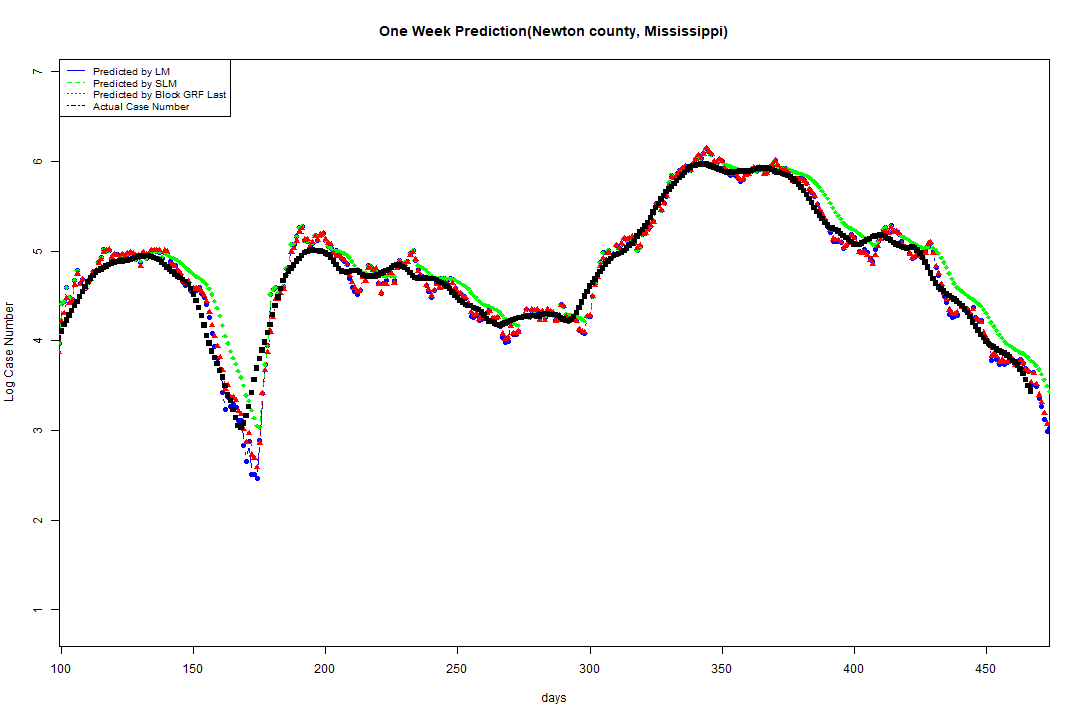 One Week Prediction(Newton county, Mississippi)
Predicted by LM
Predicted by SLM
Predicted by Block GRF Last
Actual Case Number
7
6
5
4
3
2
1
Log Case Number
100 150 200 250 300 350 400 450
days